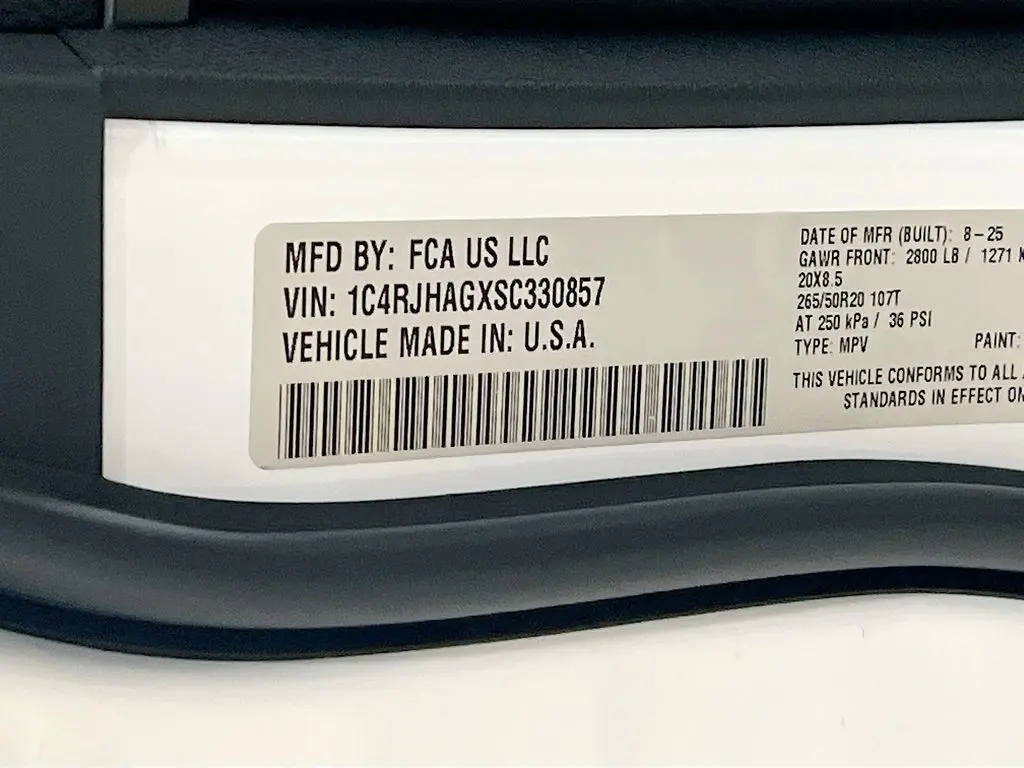 MFD BY: FCA US LLC
VIN: 1C4RJHAGXSC330857
VEHICLE MADE IN: U.S.A.
DATE OF MFR (BUILT): 8-25
GAWR FRONT: 2800 LB / 1271 K
20X8.5
265/50R20 107T
AT 250 kPa / 36 PSI
TYPE: MPV PAINT:
THIS VEHICLE CONFORMS TO ALL
STANDARDS IN EFFECT ON